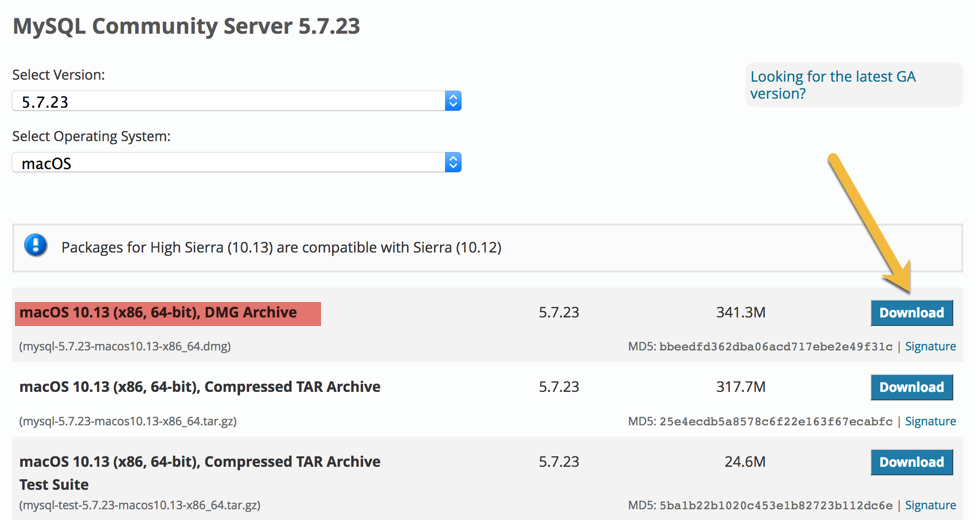 MySQL Community Server 5.7.23
Select Version:
5.7.23
Looking for the latest GA
version?
Select Operating System:
macOS
Packages for High Sierra (10.13) are compatible with Sierra (10.12)
macOS 10.13 (x86, 64-bit), DMG Archive 5.7.23 341.3M Download
(mysql-5.7.23-macos10.13-x86_64.dmg) MD5: bbeedfd362dba06acd717ebe2e49f31c | Signature
macOS 10.13 (x86, 64-bit), Compressed TAR Archive 5.7.23 317.7M Download
(mysql-5.7.23-macos10.13-x86_64.tar.gz) MD5: 25e4ecdb5a8578c6f22e163f67ecabfc | Signature
macOS 10.13 (x86, 64-bit), Compressed TAR Archive 5.7.23 24.6M Download
Test Suite
(mysql-test-5.7.23-macos10.13-x86_64.tar.gz) MD5: 5ba1b22b1020c453e1b82723b112dc6e | Signature